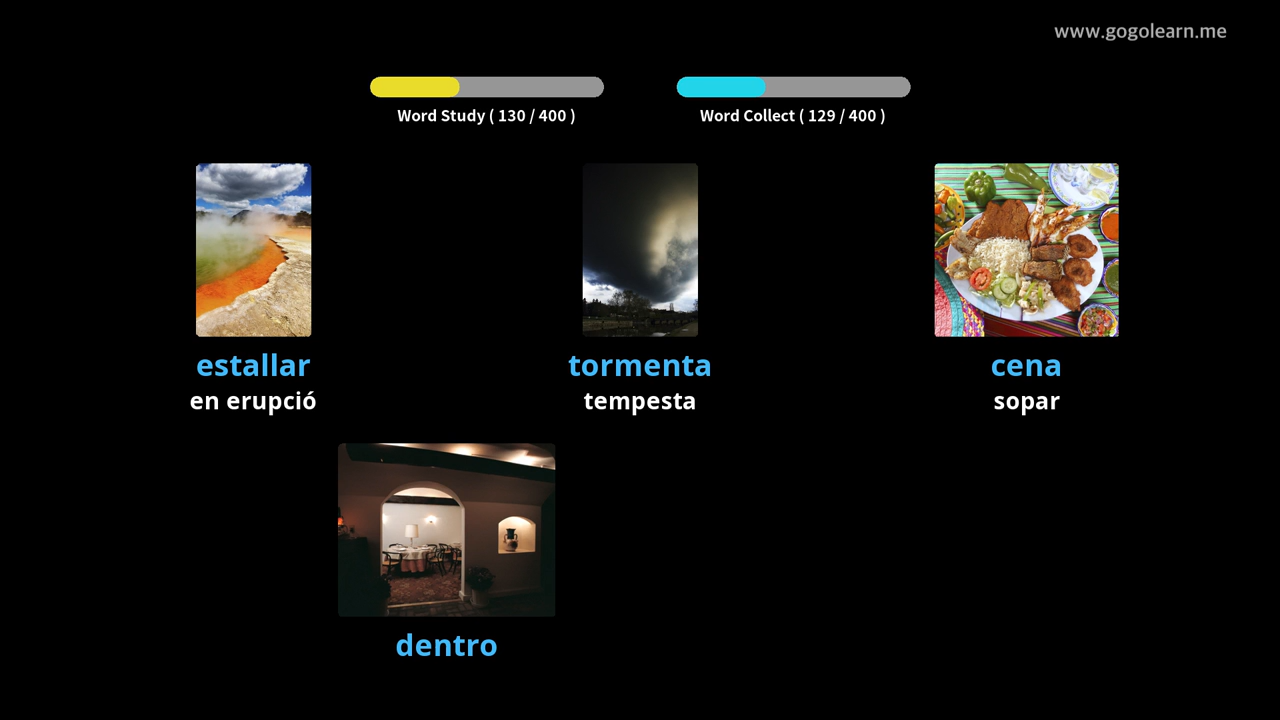 www.gogolearn.me
Word Study ( 130 / 400 )
Word Collect ( 129 / 400 )
estallar
en erupció
tormenta
tempesta
cena
sopar
dentro